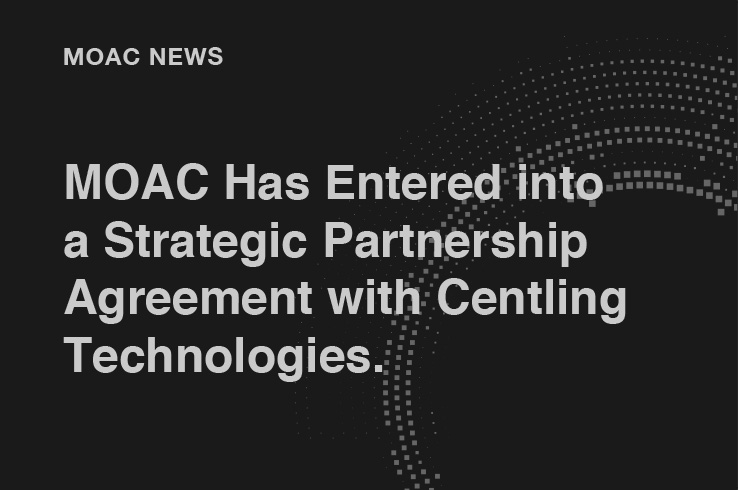 MOAC NEWS
MOAC Has Entered into
a Strategic Partnership
Agreement with Centling
Technologies.